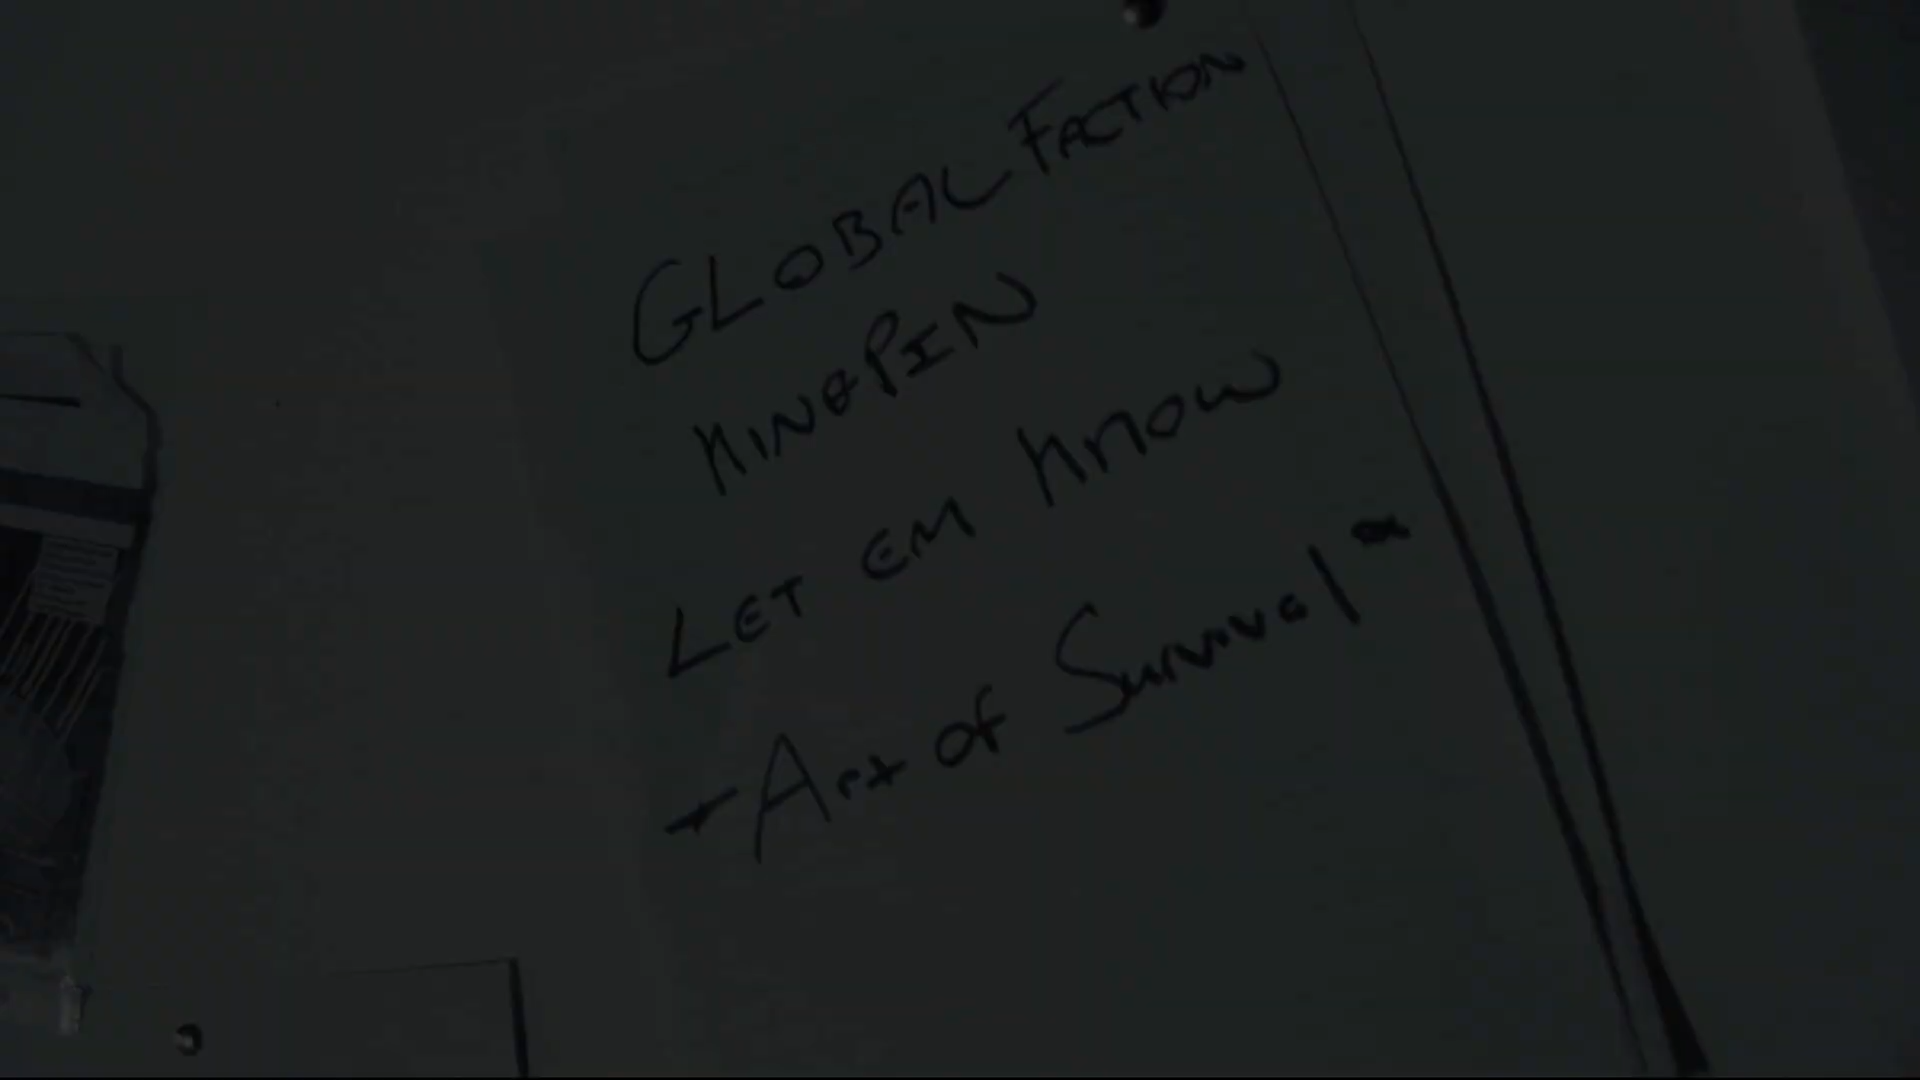 GLOBAL FACTION
KINGPIN
LET EM KNOW
-Art of Survival-